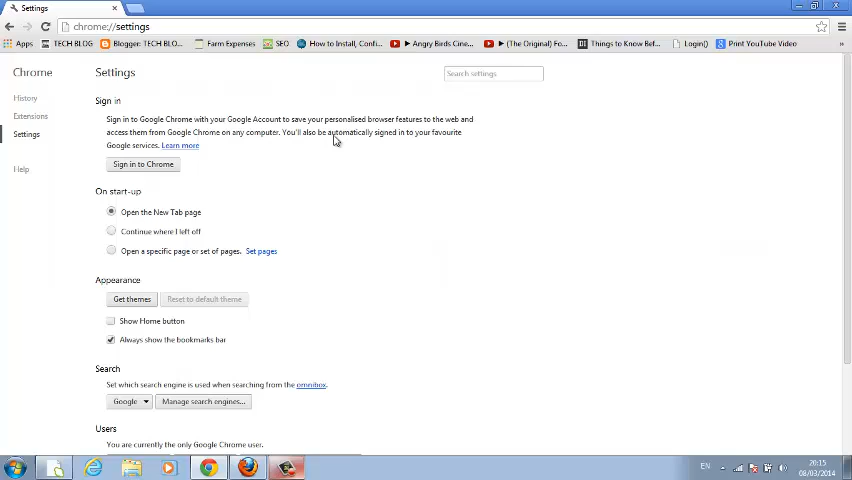 Settings
chrome://settings
Apps TECH BLOG Blogger: TECH BLO... Farm Expenses SEO How to Install, Confi... Angry Birds Cine... (The Original) Fo... Things to Know Bef... Login() Print YouTube Video
Chrome
Settings
Search settings
History
Extensions
Settings
Help
Sign in
Sign in to Google Chrome with your Google Account to save your personalised browser features to the web and
access them from Google Chrome on any computer. You'll also be automatically signed in to your favourite
Google services. Learn more
Sign in to Chrome
On start-up
Open the New Tab page
Continue where I left off
Open a specific page or set of pages. Set pages
Appearance
Get themes Reset to default theme
Show Home button
Always show the bookmarks bar
Search
Set which search engine is used when searching from the omnibox.
Google Manage search engines...
Users
You are currently the only Google Chrome user.
EN
20:15
08/03/2014